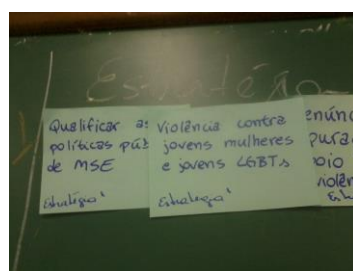 Estratégia
Qualificar as
políticas púb
de MSE
Estratégia
Violência contra
jovens mulheres
e jovens LGBTs
Estratégia
enúnc
pura
oio
violên